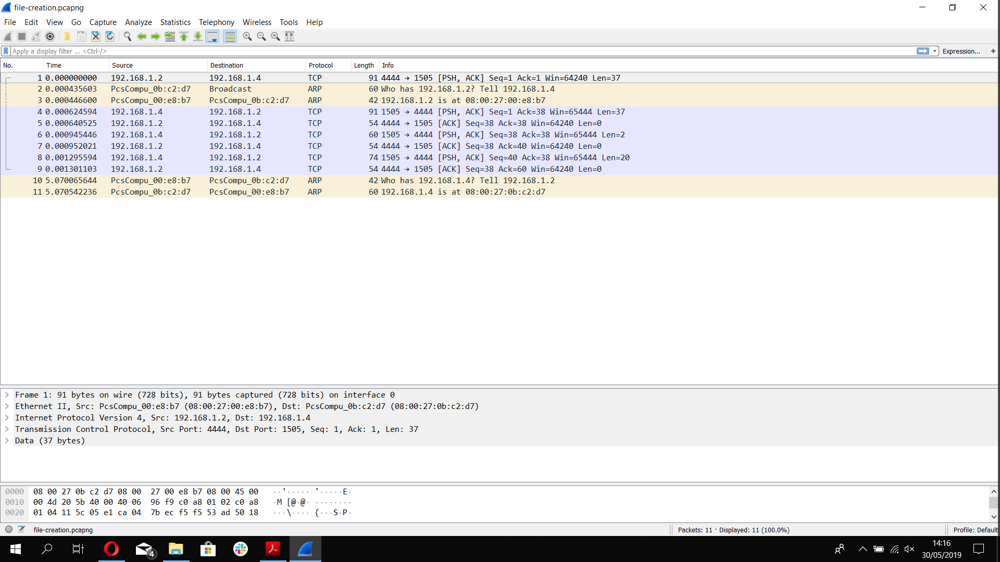 file-creation.pcapng
File Edit View Go Capture Analyze Statistics Telephony Wireless Tools Help
Apply a display filter ... <Ctrl-/> Expression... +
No. Time Source Destination Protocol Length Info
1 0.000000000 192.168.1.2 192.168.1.4 TCP 91 4444 → 1505 [PSH, ACK] Seq=1 Ack=1 Win=64240 Len=37
2 0.000435603 PcsCompu_0b:c2:d7 Broadcast ARP 60 Who has 192.168.1.2? Tell 192.168.1.4
3 0.000446600 PcsCompu_00:e8:b7 PcsCompu_0b:c2:d7 ARP 42 192.168.1.2 is at 08:00:27:00:e8:b7
4 0.000624594 192.168.1.4 192.168.1.2 TCP 91 1505 → 4444 [PSH, ACK] Seq=1 Ack=38 Win=65444 Len=37
5 0.000640525 192.168.1.2 192.168.1.4 TCP 54 4444 → 1505 [ACK] Seq=38 Ack=38 Win=64240 Len=0
6 0.000945446 192.168.1.4 192.168.1.2 TCP 60 1505 → 4444 [PSH, ACK] Seq=38 Ack=38 Win=65444 Len=2
7 0.000952021 192.168.1.2 192.168.1.4 TCP 54 4444 → 1505 [ACK] Seq=38 Ack=40 Win=64240 Len=0
8 0.001295594 192.168.1.4 192.168.1.2 TCP 74 1505 → 4444 [PSH, ACK] Seq=40 Ack=38 Win=65444 Len=20
9 0.001301103 192.168.1.2 192.168.1.4 TCP 54 4444 → 1505 [ACK] Seq=38 Ack=60 Win=64240 Len=0
10 5.070065644 PcsCompu_00:e8:b7 PcsCompu_0b:c2:d7 ARP 42 Who has 192.168.1.4? Tell 192.168.1.2
11 5.070542236 PcsCompu_0b:c2:d7 PcsCompu_00:e8:b7 ARP 60 192.168.1.4 is at 08:00:27:0b:c2:d7
Frame 1: 91 bytes on wire (728 bits), 91 bytes captured (728 bits) on interface 0
Ethernet II, Src: PcsCompu_00:e8:b7 (08:00:27:00:e8:b7), Dst: PcsCompu_0b:c2:d7 (08:00:27:0b:c2:d7)
Internet Protocol Version 4, Src: 192.168.1.2, Dst: 192.168.1.4
Transmission Control Protocol, Src Port: 4444, Dst Port: 1505, Seq: 1, Ack: 1, Len: 37
Data (37 bytes)
0000 08 00 27 0b c2 d7 08 00 27 00 e8 b7 08 00 45 00 ··'····· '·····E·
0010 00 4d 20 5b 40 00 40 06 96 f9 c0 a8 01 02 c0 a8 ·M [@·@· ········
0020 01 04 11 5c 05 e1 ca 04 7b ec f5 f5 53 ad 50 18 ···\···· {···S·P·
file-creation.pcapng Packets: 11 · Displayed: 11 (100.0%) Profile: Default
4
14:16
30/05/2019